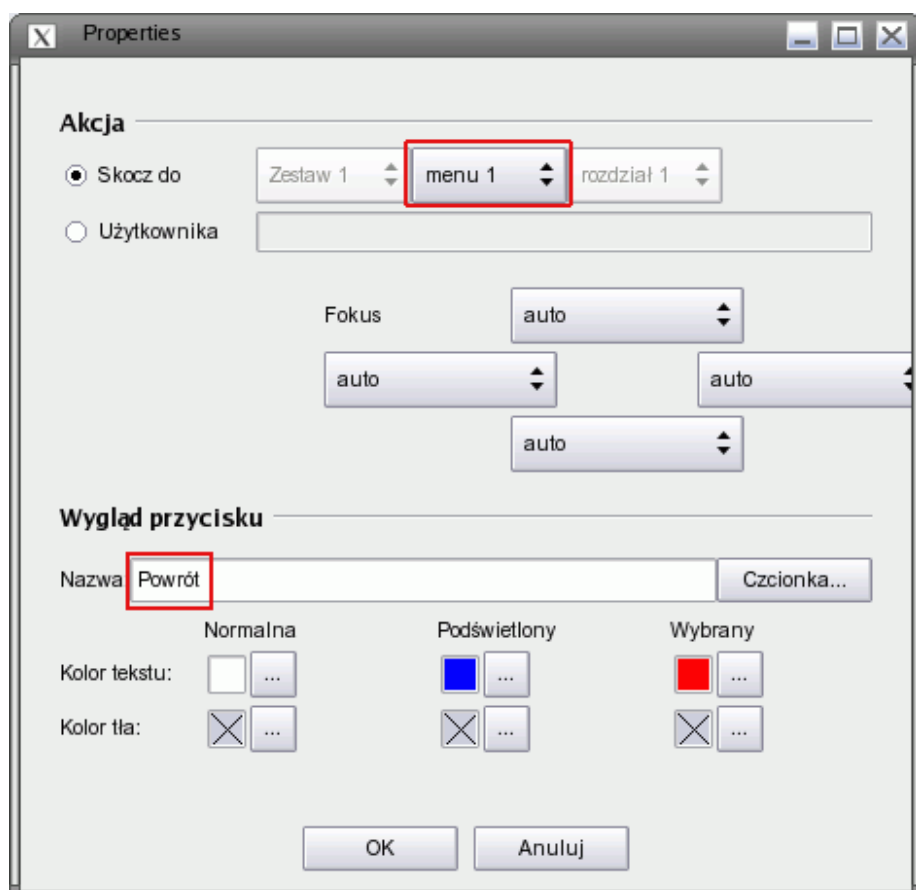 X Properties
Akcja
Skocz do Zestaw 1 menu 1 rozdział 1
Użytkownika
Fokus auto
auto auto
auto
Wygląd przycisku
Nazwa Powrót Czcionka...
Normalna Podświetlony Wybrany
Kolor tekstu: ... ... ...
Kolor tła: ... ... ...
OK Anuluj